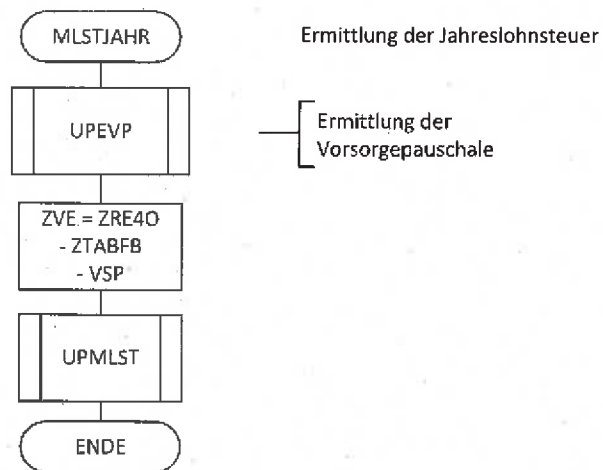 MLSTJAHR
Ermittlung der Jahreslohnsteuer
UPEVP
Ermittlung der
Vorsorgepauschale
ZVE = ZRE4O
- ZTABFB
- VSP
UPMLST
ENDE